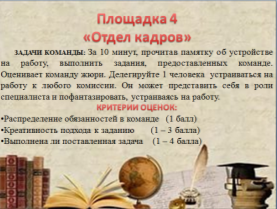 Площадка 4
«Отдел кадров»
ЗАДАЧИ КОМАНДЫ: За 10 минут, прочитав памятку об устройстве
на работу, выполнить задания, предоставленных команде.
Оценивает команду жюри. Делегируйте 1 человека устраиваться на
работу к любого комиссии. Он может представить себя в роли
специалиста и пофантазировать, устраиваясь на работу.
КРИТЕРИИ ОЦЕНОК:
•Распределение обязанностей в команде (1 балл)
•Креативность подхода к заданию (1 – 3 балла)
•Выполнена ли поставленная задача (1 – 4 балла)